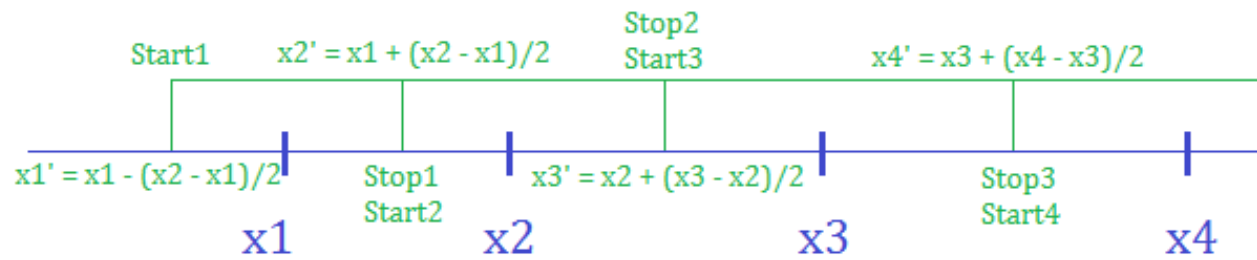 Start1
x2' = x1 + (x2 - x1)/2
Stop2
Start3
x4' = x3 + (x4 - x3)/2
x1' = x1 - (x2 - x1)/2
Stop1
Start2
x3' = x2 + (x3 - x2)/2
Stop3
Start4
x1
x2
x3
x4